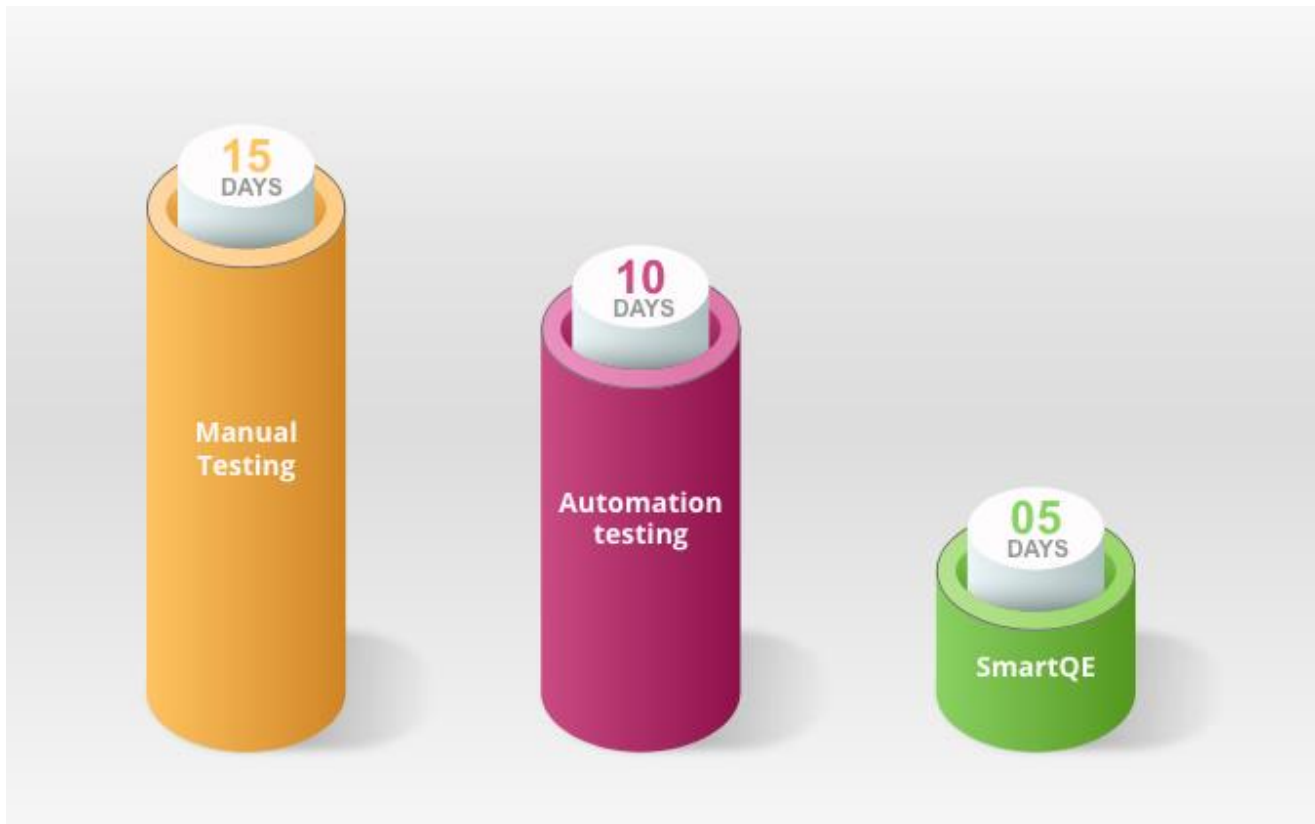 15
DAYS
Manual
Testing
10
DAYS
Automation
testing
05
DAYS
SmartQE